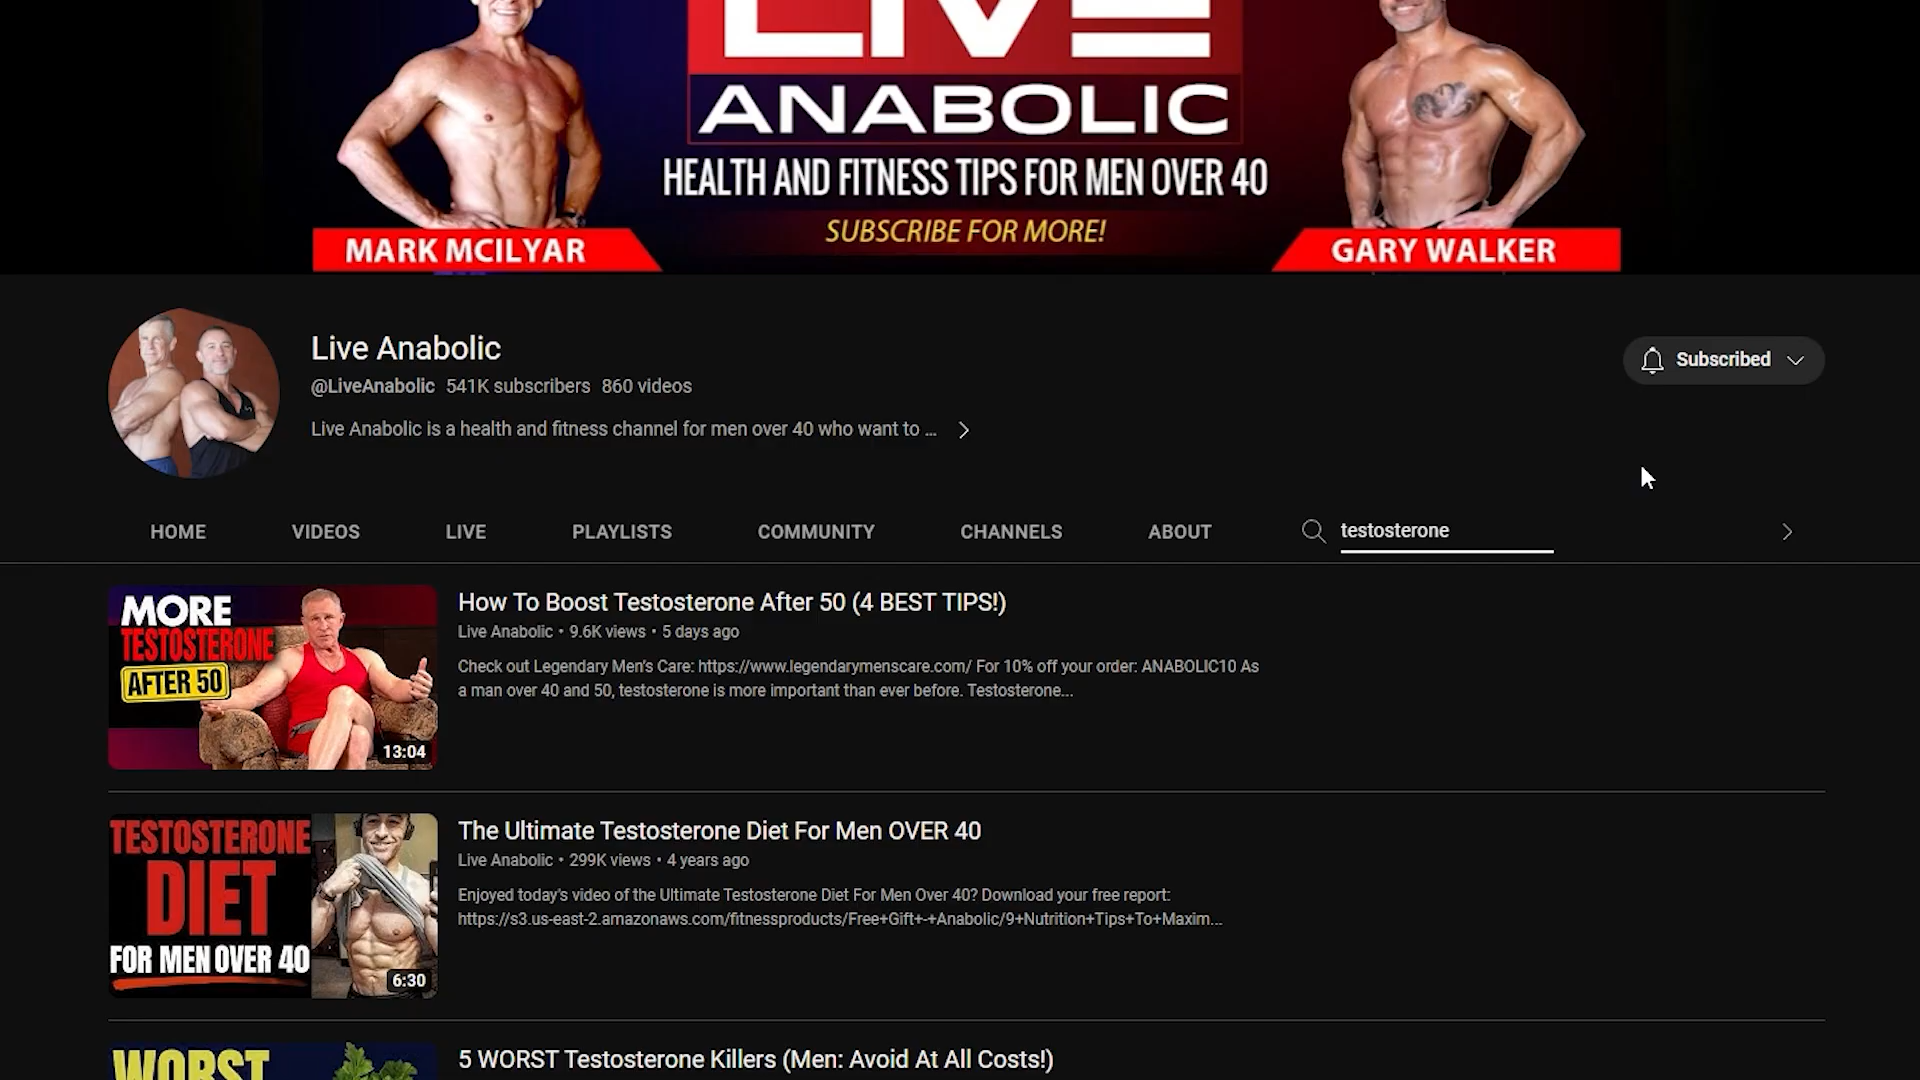 LIVE
ANABOLIC
HEALTH AND FITNESS TIPS FOR MEN OVER 40
SUBSCRIBE FOR MORE!
MARK MCILYAR
GARY WALKER
Live Anabolic
@LiveAnabolic 541K subscribers 860 videos
Live Anabolic is a health and fitness channel for men over 40 who want to ...
Subscribed
HOME VIDEOS LIVE PLAYLISTS COMMUNITY CHANNELS ABOUT testosterone
MORE
TESTOSTERONE
AFTER 50
13:04
How To Boost Testosterone After 50 (4 BEST TIPS!)
Live Anabolic • 9.6K views • 5 days ago
Check out Legendary Men's Care: https://www.legendarymenscare.com/ For 10% off your order: ANABOLIC10 As
a man over 40 and 50, testosterone is more important than ever before. Testosterone...
TESTOSTERONE
DIET
FOR MEN OVER 40
6:30
The Ultimate Testosterone Diet For Men OVER 40
Live Anabolic • 299K views • 4 years ago
Enjoyed today's video of the Ultimate Testosterone Diet For Men Over 40? Download your free report:
https://s3.us-east-2.amazonaws.com/fitnessproducts/Free+Gift+-+Anabolic/9+Nutrition+Tips+To+Maxim...
WORST
5 WORST Testosterone Killers (Men: Avoid At All Costs!)